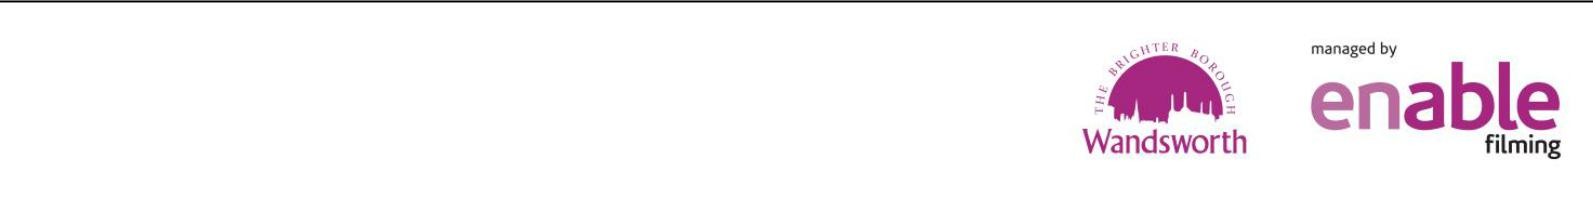 THE BRIGHTER BOROUGH
Wandsworth
managed by
enable
filming